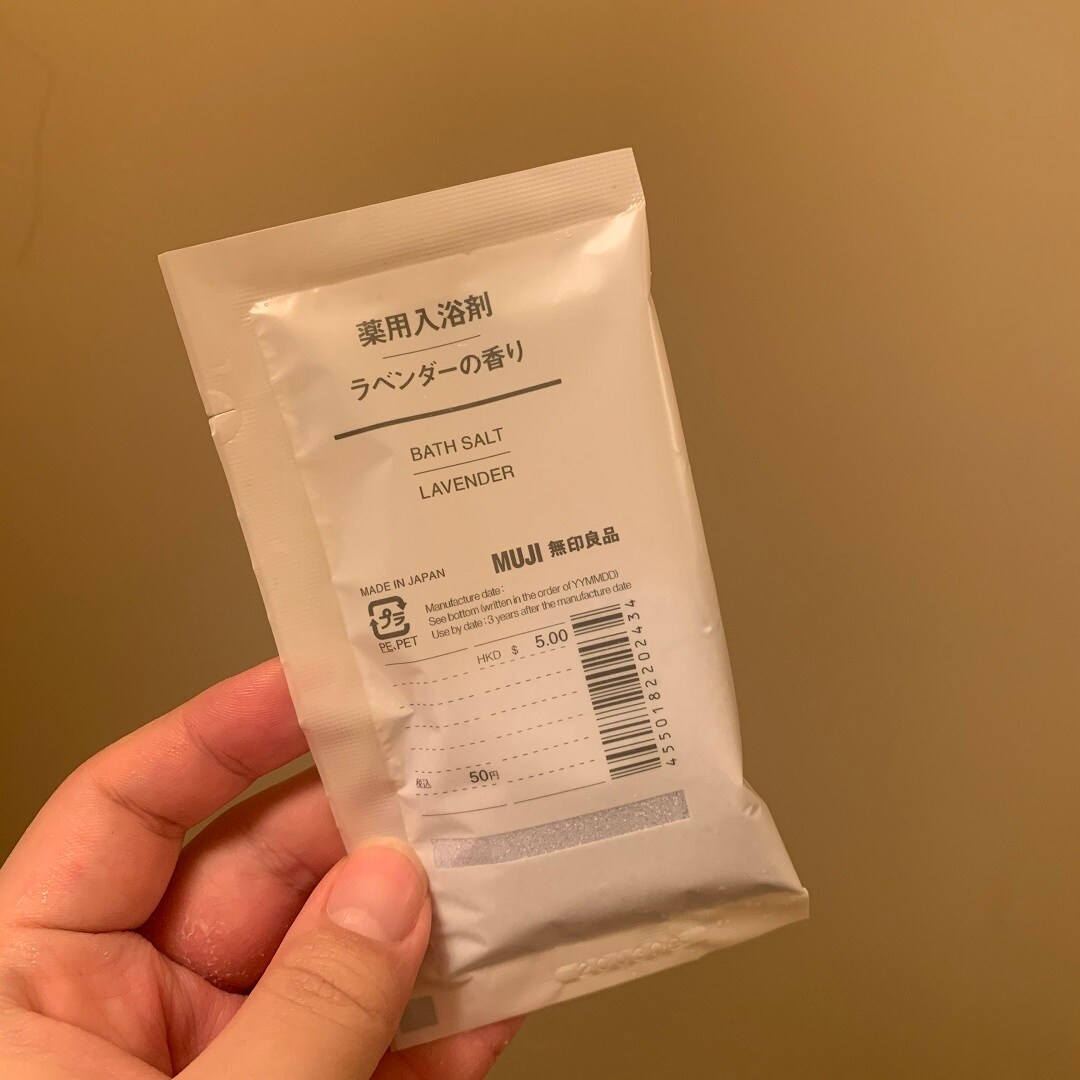 薬用入浴剤
ラベンダーの香り
BATH SALT
LAVENDER
MUJI 無印良品
MADE IN JAPAN
プラ
PE、PET
Manufacture date :
See bottom (written in the order of YYMMDD)
Use by date : 3 years after the manufacture date
HKD $ 5.00
税込 50円
4550182202434